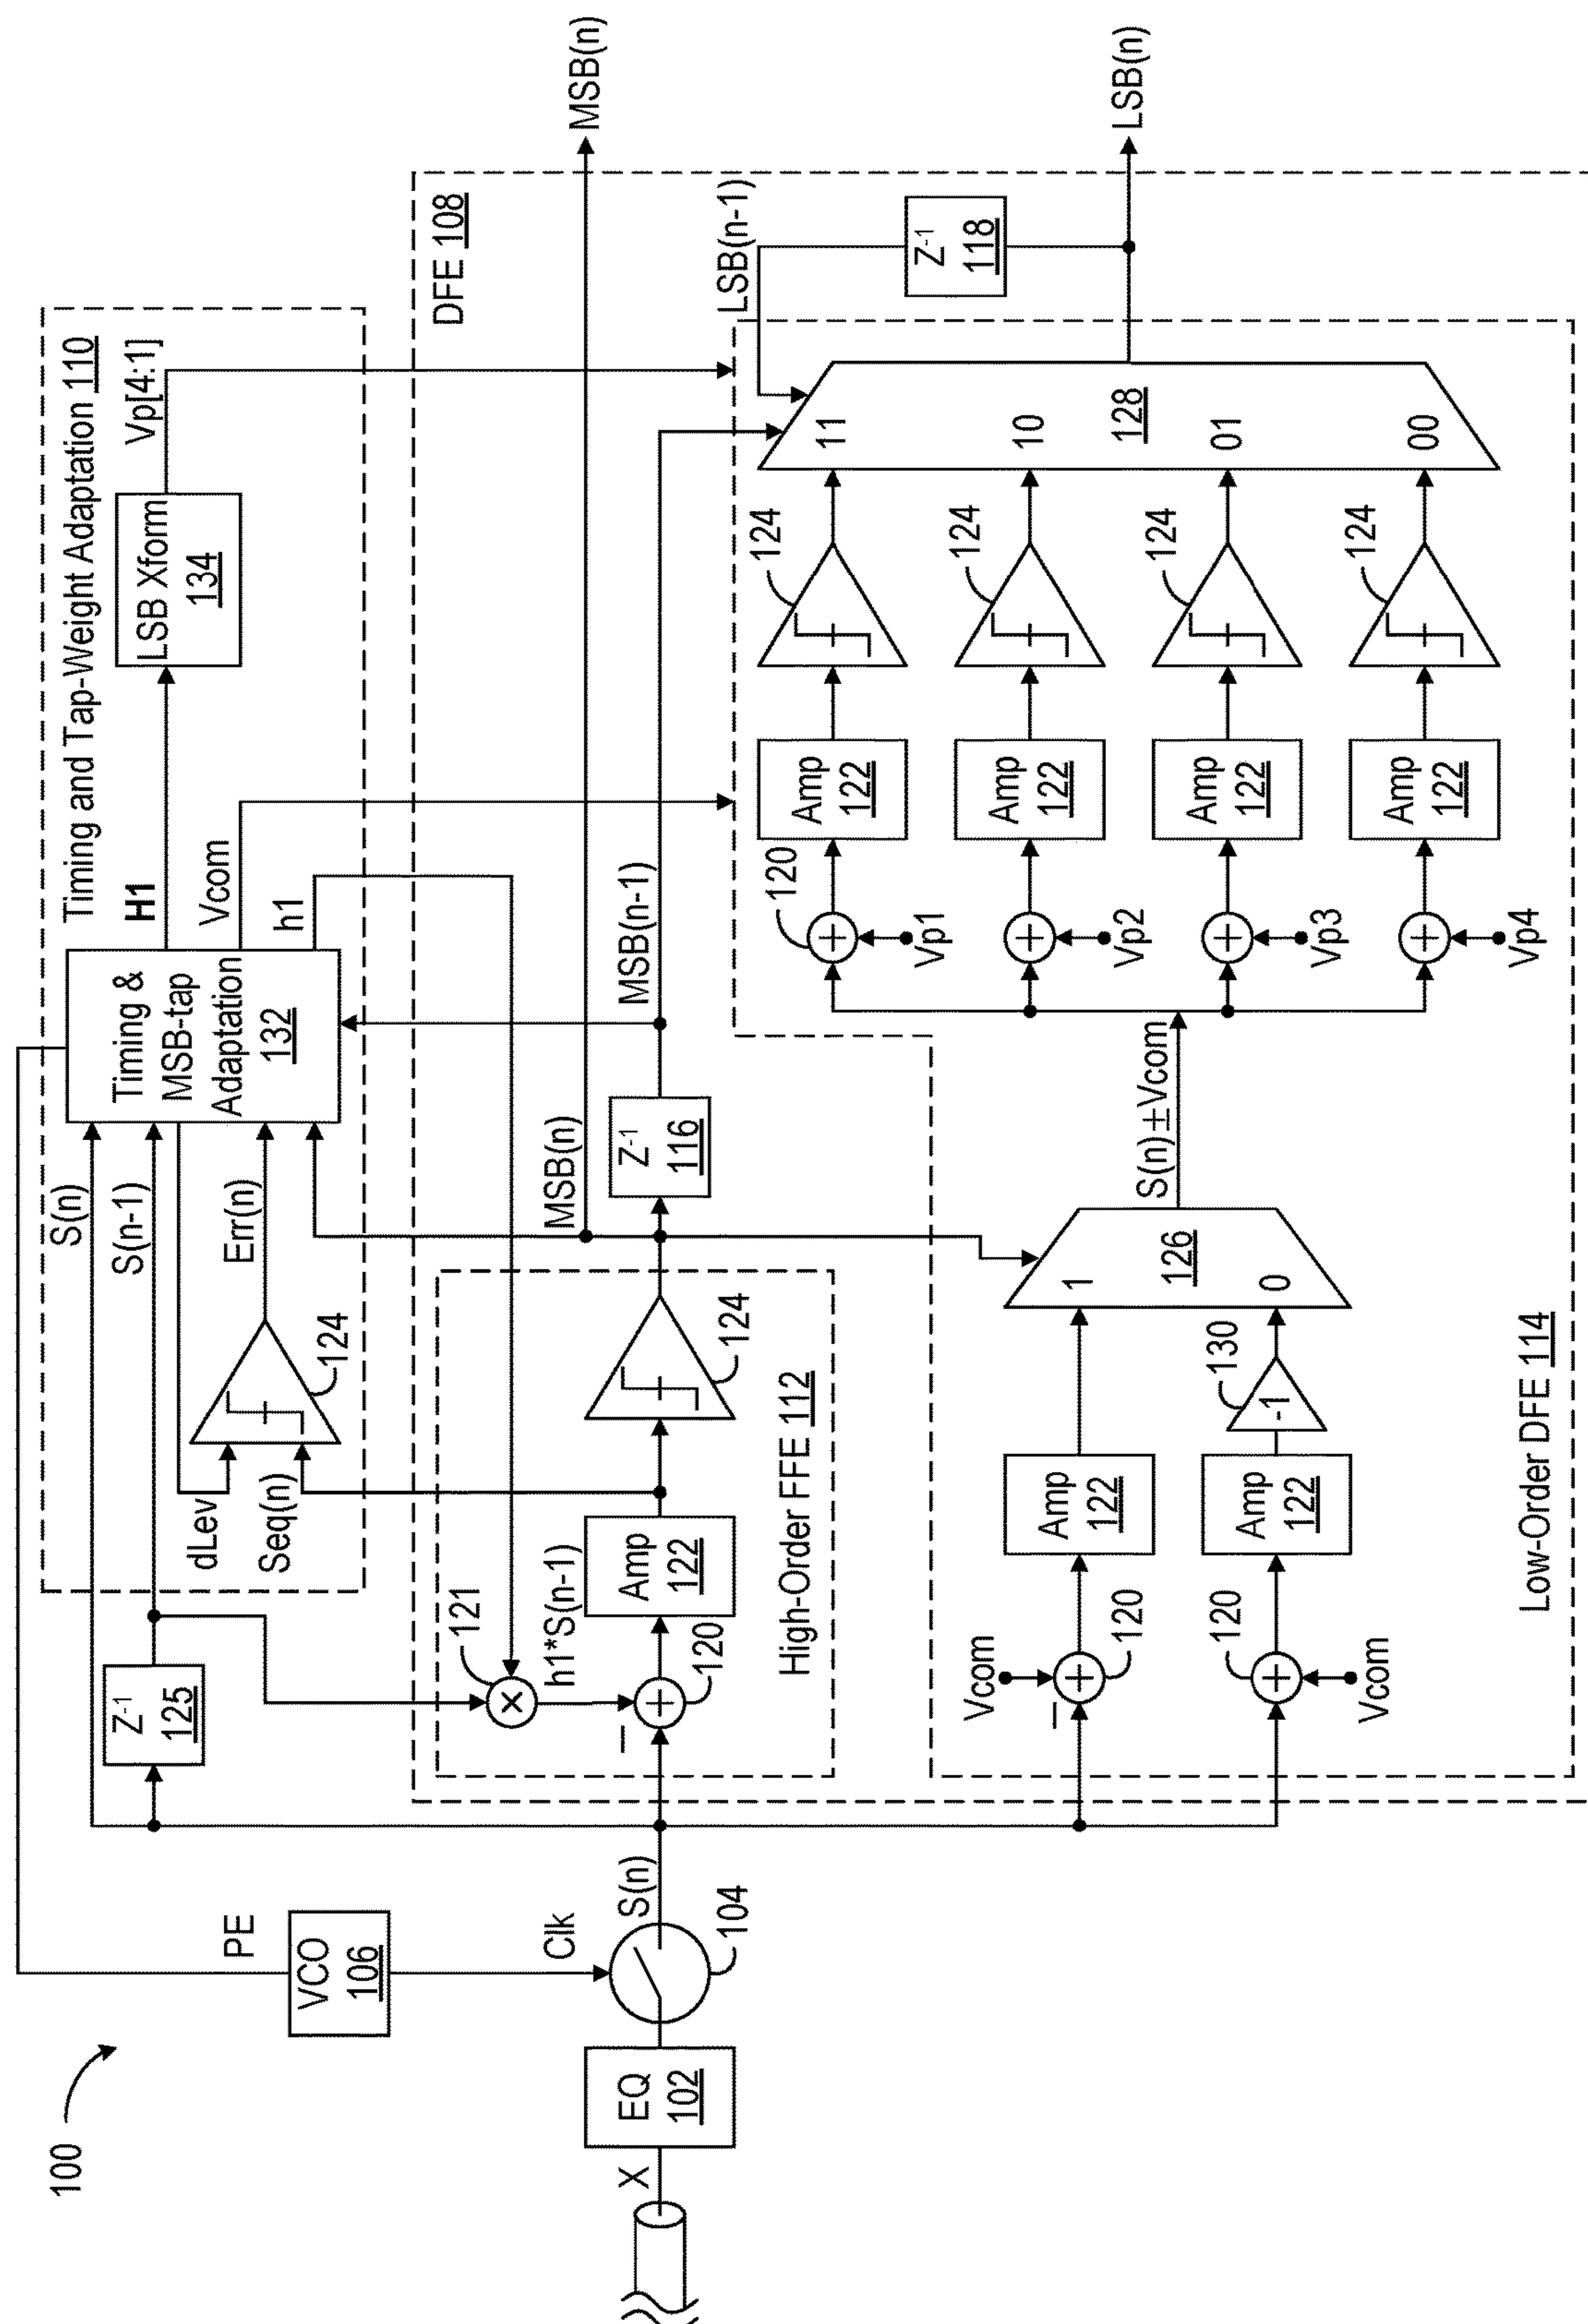 100
X
EQ
102
104
S(n)
Clk
VCO
106
PE
Z-1
125
S(n)
S(n-1)
Err(n)
dLev
Seq(n)
124
Timing &
MSB-tap
Adaptation
132
H1
Vcom
h1
LSB Xform
134
Vp[4:1]
Timing and Tap-Weight Adaptation 110
DFE 108
121
h1*S(n-1)
−
+
120
Amp
122
124
High-Order FFE 112
MSB(n)
Z-1
116
MSB(n-1)
MSB(n)
Vcom
−
+
120
Amp
122
1
120
+
Vcom
Amp
122
130
-1
0
126
S(n)±Vcom
120
+
Vp1
Amp
122
124
11
+
Vp2
Amp
122
124
10
+
Vp3
Amp
122
124
01
+
Vp4
Amp
122
124
00
128
LSB(n-1)
Z-1
118
LSB(n)
Low-Order DFE 114